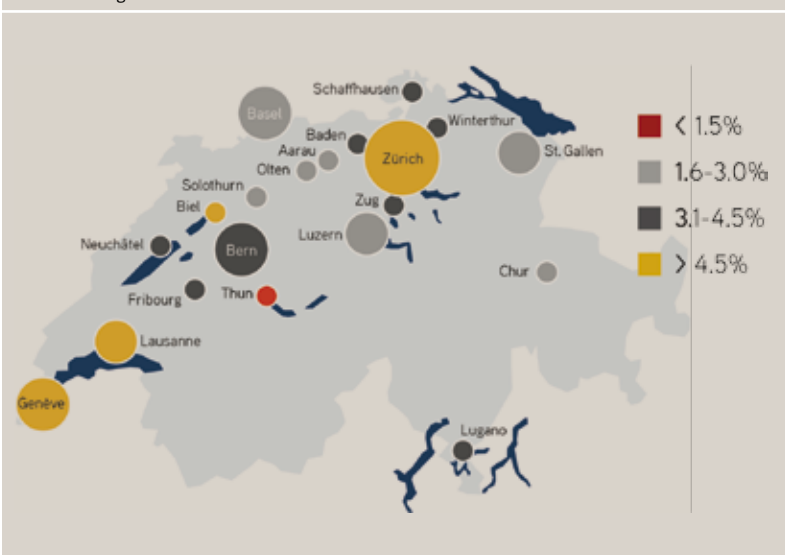 Schaffhausen
Basel
Winterthur
Baden
Aarau
Zürich
St. Gallen
Olten
Solothurn
Zug
Biel
Luzern
Neuchâtel
Bern
Chur
Fribourg
Thun
Lausanne
Genève
Lugano
< 1.5%
1.6-3.0%
3.1-4.5%
> 4.5%